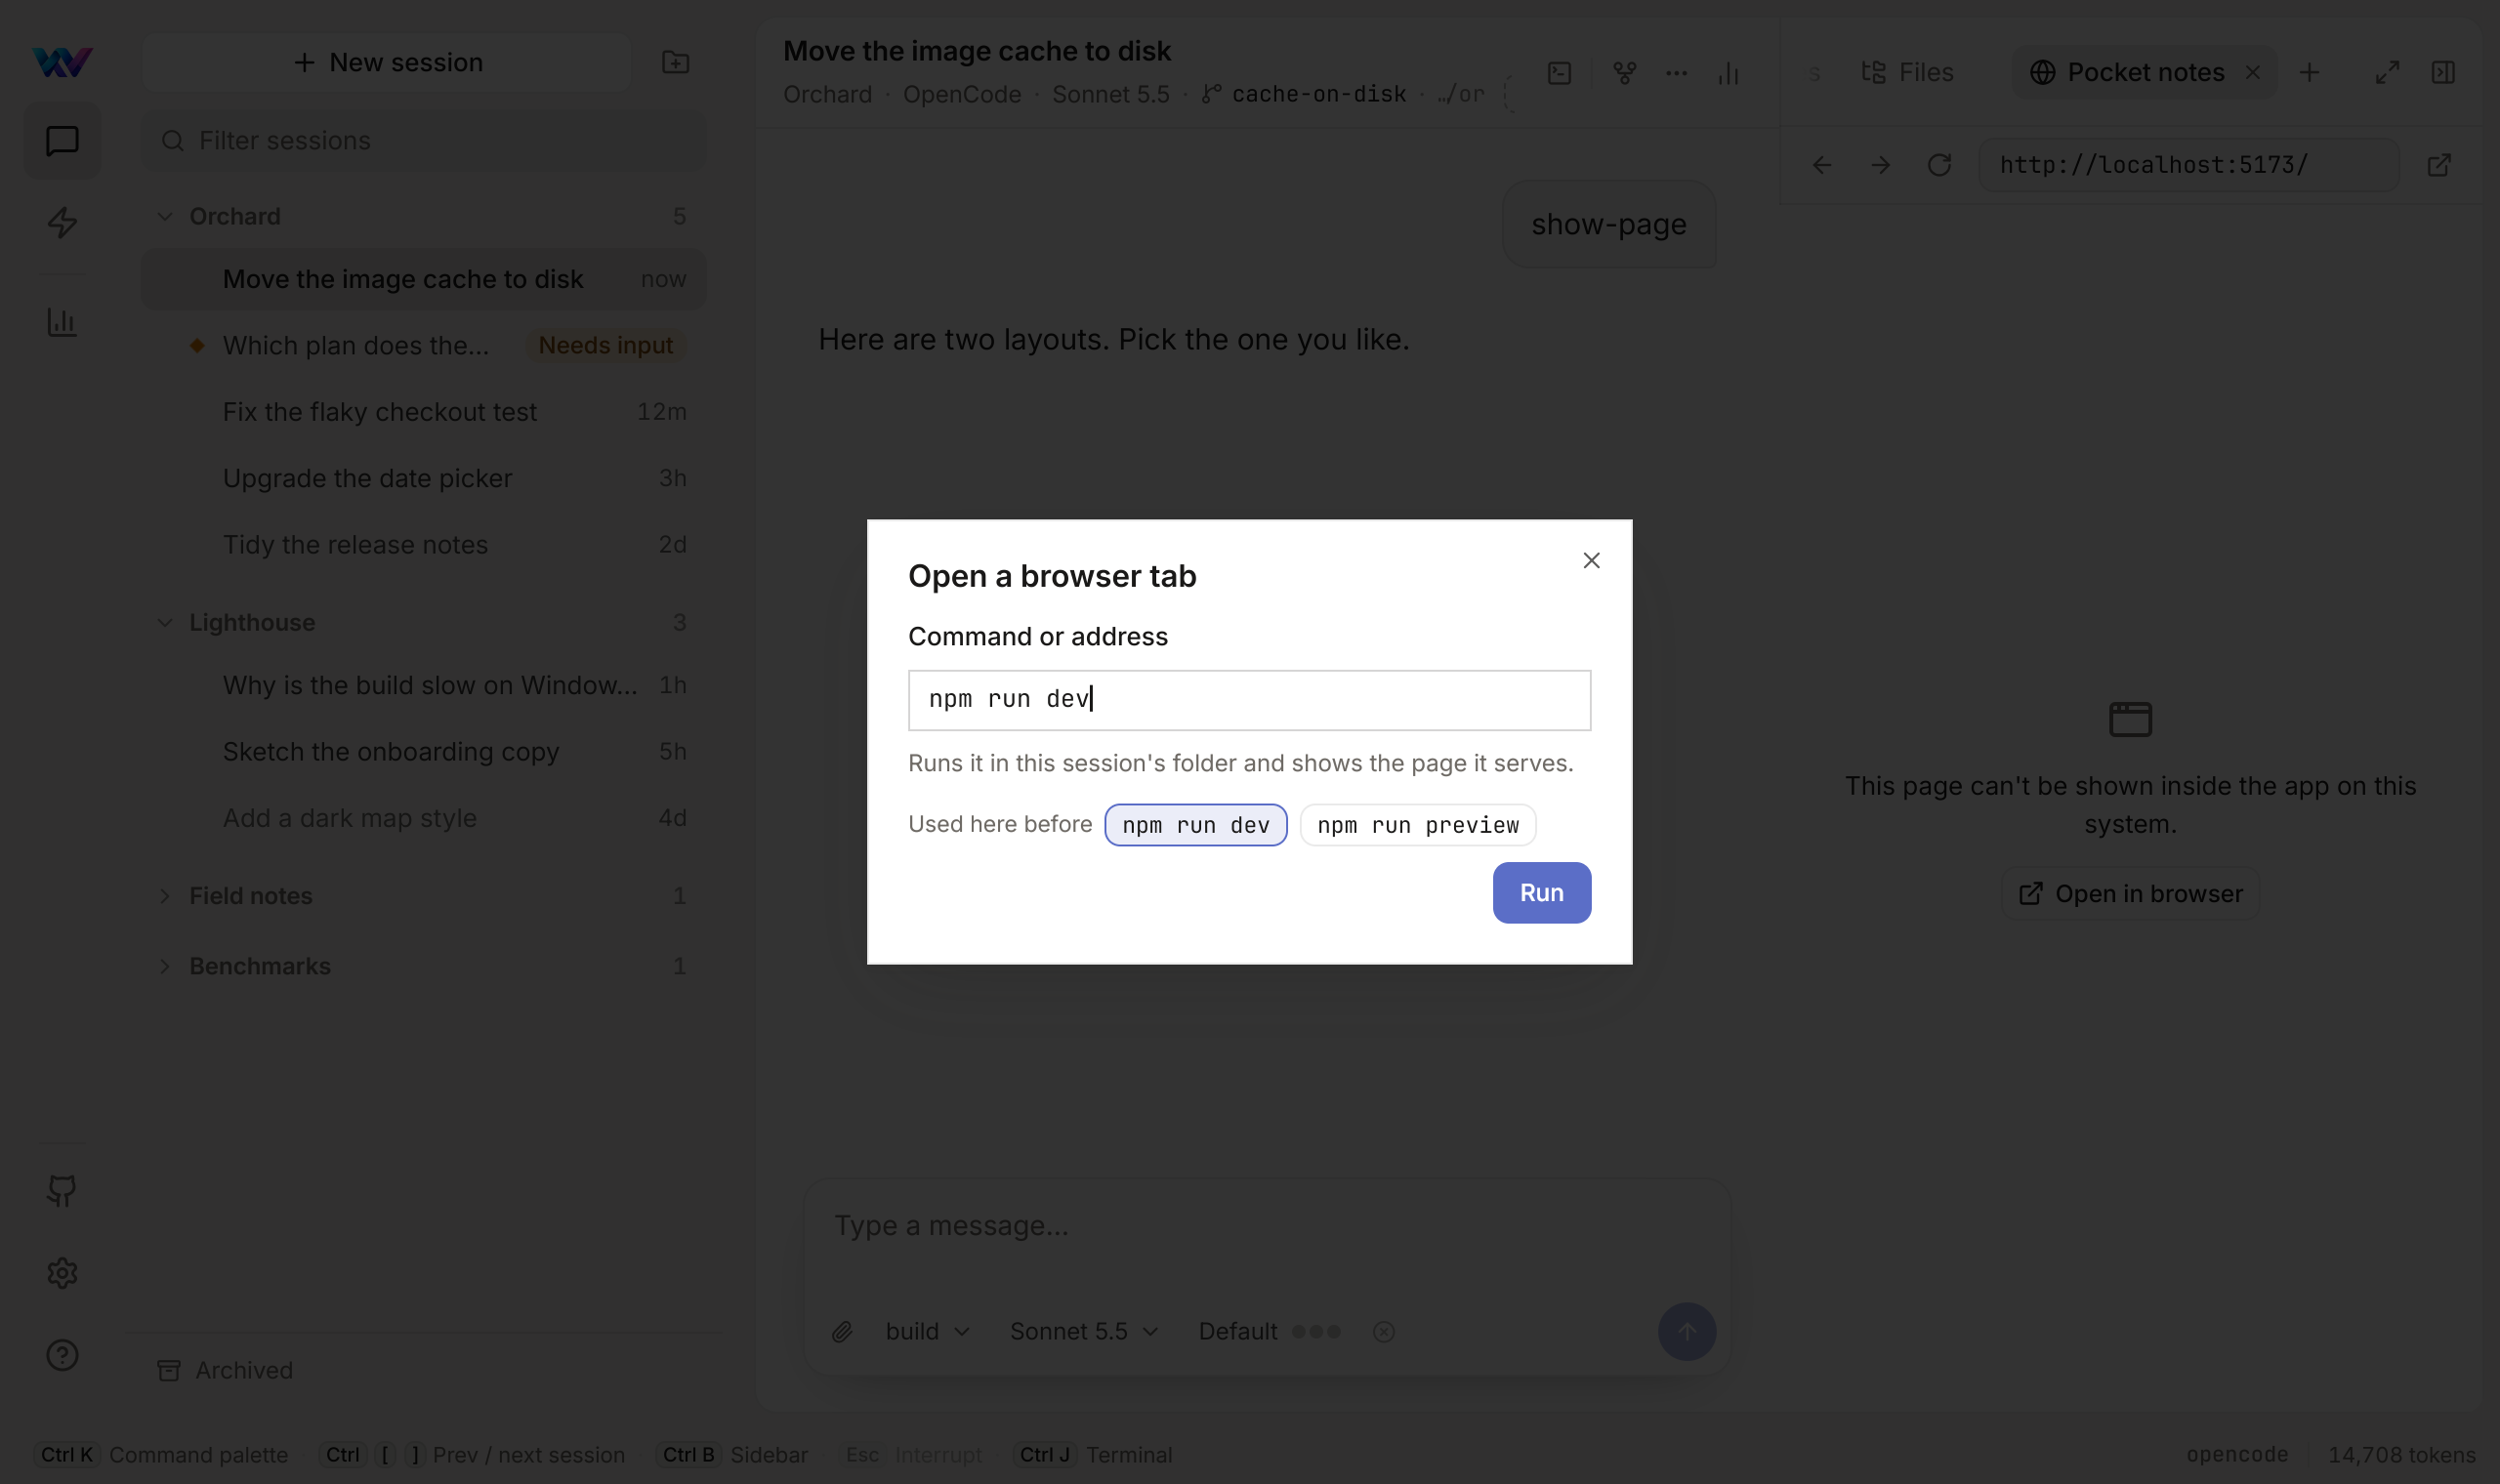 New session
Filter sessions
Orchard 5
Move the image cache to disk now
Which plan does the... Needs input
Fix the flaky checkout test 12m
Upgrade the date picker 3h
Tidy the release notes 2d
Lighthouse 3
Why is the build slow on Window... 1h
Sketch the onboarding copy 5h
Add a dark map style 4d
Field notes 1
Benchmarks 1
Archived
Move the image cache to disk
Orchard · OpenCode · Sonnet 5.5 · cache-on-disk · …/or
show-page
Here are two layouts. Pick the one you like.
s Files Pocket notes
http://localhost:5173/
This page can't be shown inside the app on this
system.
Open in browser
Open a browser tab
Command or address
npm run dev
Runs it in this session's folder and shows the page it serves.
Used here before npm run dev npm run preview
Run
Type a message...
build Sonnet 5.5 Default
Ctrl K Command palette Ctrl [ ] Prev / next session Ctrl B Sidebar Esc Interrupt Ctrl J Terminal
opencode 14,708 tokens